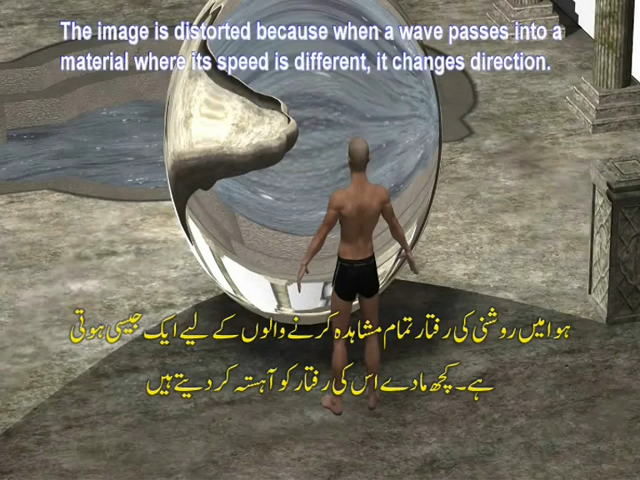 The image is distorted because when a wave passes into a
material where its speed is different, it changes direction.
ہوا میں روشنی کی رفتار تمام مشاہدہ کرنے والوں کے لیے ایک جیسی ہوتی
ہے۔ کچھ مادے اس کی رفتار کو آہستہ کر دیتے ہیں